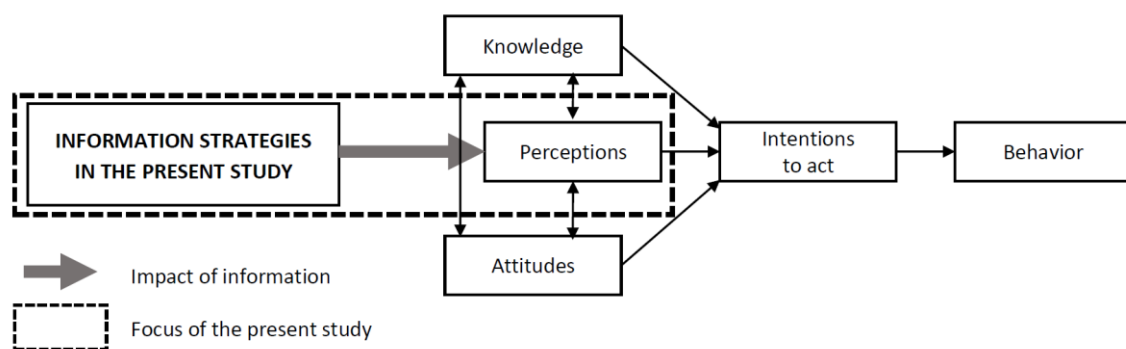 Knowledge
INFORMATION STRATEGIES
IN THE PRESENT STUDY
Perceptions
Intentions
to act
Behavior
Attitudes
Impact of information
Focus of the present study